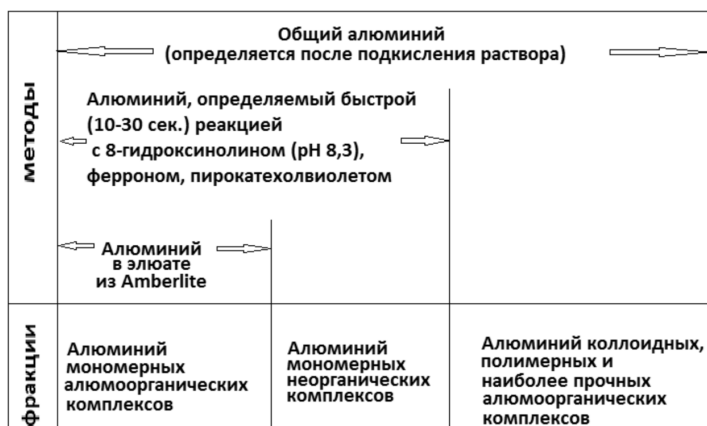 Общий алюминий
(определяется после подкисления раствора)
Алюминий, определяемый быстрой
(10-30 сек.) реакцией
с 8-гидроксинолином (рН 8,3),
ферроном, пирокатехолвиолетом
методы
Алюминий
в элюате
из Amberlite
фракции
Алюминий
мономерных
алюмоорганических
комплексов
Алюминий
мономерных
неорганических
комплексов
Алюминий коллоидных,
полимерных и
наиболее прочных
алюмоорганических
комплексов